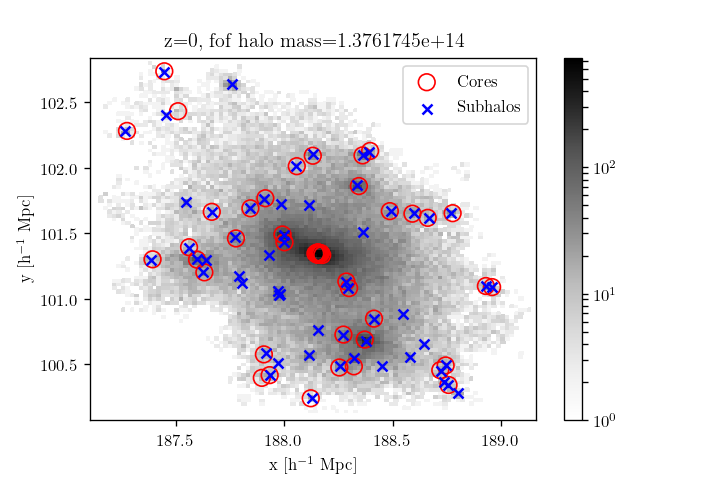 z=0, fof halo mass=1.3761745e+14
Cores
Subhalos
102.5
102.0
101.5
101.0
100.5
y [h⁻¹ Mpc]
187.5 188.0 188.5 189.0
x [h⁻¹ Mpc]
10²
10¹
10⁰